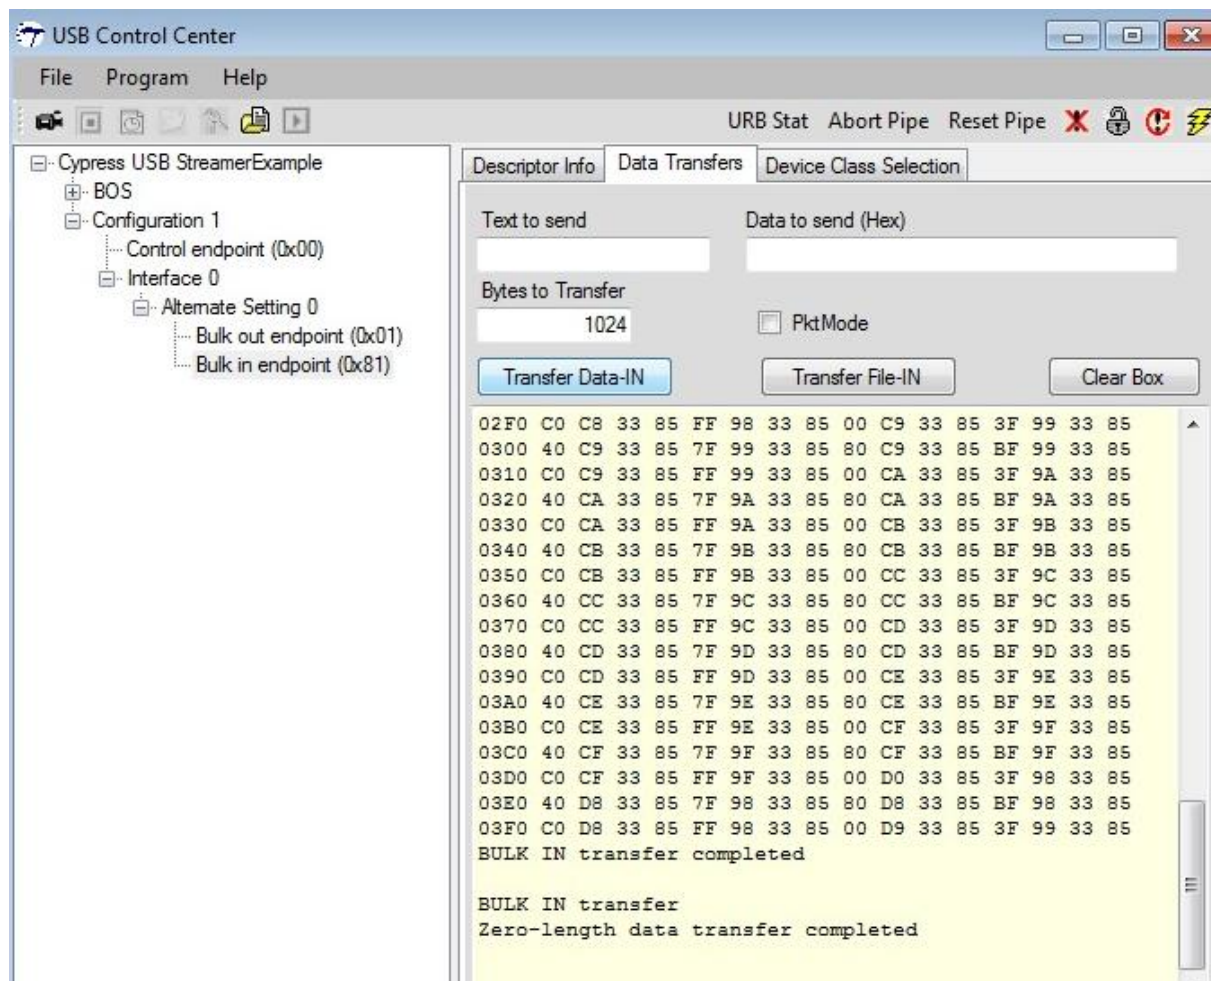 USB Control Center
File Program Help
URB Stat Abort Pipe Reset Pipe
Cypress USB StreamerExample
BOS
Configuration 1
Control endpoint (0x00)
Interface 0
Alternate Setting 0
Bulk out endpoint (0x01)
Bulk in endpoint (0x81)
Descriptor Info Data Transfers Device Class Selection
Text to send Data to send (Hex)
Bytes to Transfer
1024 PktMode
Transfer Data-IN Transfer File-IN Clear Box
02F0 C0 C8 33 85 FF 98 33 85 00 C9 33 85 3F 99 33 85
0300 40 C9 33 85 7F 99 33 85 80 C9 33 85 BF 99 33 85
0310 C0 C9 33 85 FF 99 33 85 00 CA 33 85 3F 9A 33 85
0320 40 CA 33 85 7F 9A 33 85 80 CA 33 85 BF 9A 33 85
0330 C0 CA 33 85 FF 9A 33 85 00 CB 33 85 3F 9B 33 85
0340 40 CB 33 85 7F 9B 33 85 80 CB 33 85 BF 9B 33 85
0350 C0 CB 33 85 FF 9B 33 85 00 CC 33 85 3F 9C 33 85
0360 40 CC 33 85 7F 9C 33 85 80 CC 33 85 BF 9C 33 85
0370 C0 CC 33 85 FF 9C 33 85 00 CD 33 85 3F 9D 33 85
0380 40 CD 33 85 7F 9D 33 85 80 CD 33 85 BF 9D 33 85
0390 C0 CD 33 85 FF 9D 33 85 00 CE 33 85 3F 9E 33 85
03A0 40 CE 33 85 7F 9E 33 85 80 CE 33 85 BF 9E 33 85
03B0 C0 CE 33 85 FF 9E 33 85 00 CF 33 85 3F 9F 33 85
03C0 40 CF 33 85 7F 9F 33 85 80 CF 33 85 BF 9F 33 85
03D0 C0 CF 33 85 FF 9F 33 85 00 D0 33 85 3F 98 33 85
03E0 40 D8 33 85 7F 98 33 85 80 D8 33 85 BF 98 33 85
03F0 C0 D8 33 85 FF 98 33 85 00 D9 33 85 3F 99 33 85
BULK IN transfer completed
BULK IN transfer
Zero-length data transfer completed